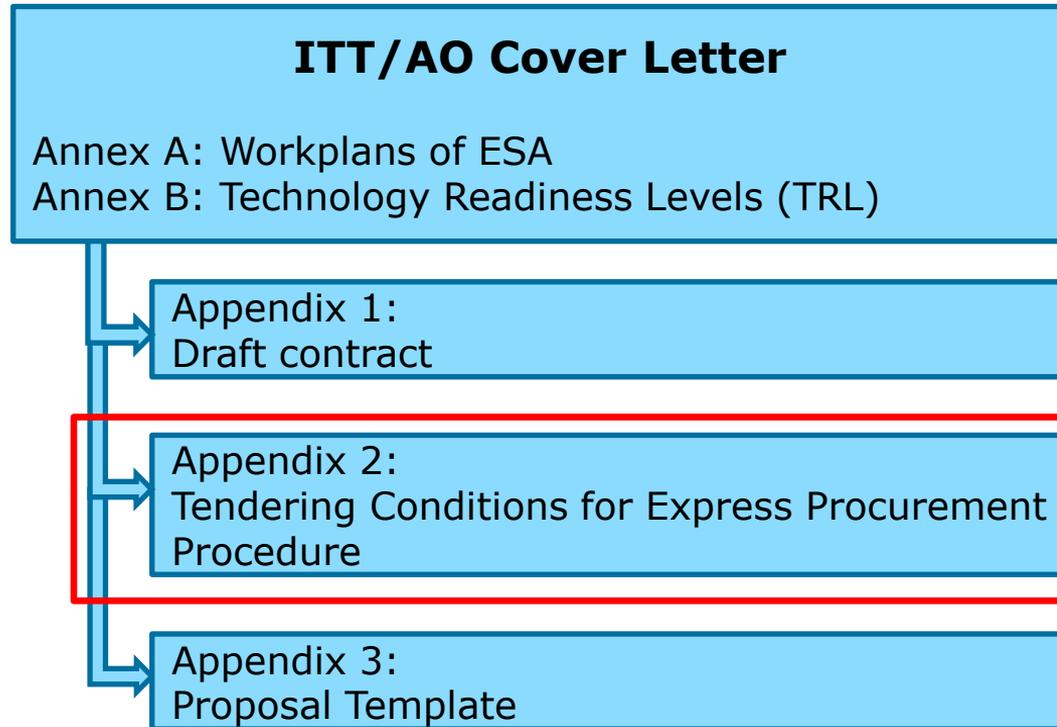 ITT/AO Cover Letter
Annex A: Workplans of ESA
Annex B: Technology Readiness Levels (TRL)
Appendix 1:
Draft contract
Appendix 2:
Tendering Conditions for Express Procurement
Procedure
Appendix 3:
Proposal Template